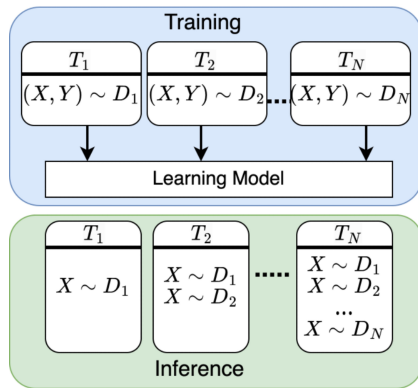 Training
T_1 T_2 T_N
(X, Y) ~ D_1 (X, Y) ~ D_2 ..... (X, Y) ~ D_N
Learning Model
T_1 T_2 T_N
X ~ D_1
X ~ D_1
X ~ D_2
.....
X ~ D_1
X ~ D_2
...
X ~ D_N
Inference